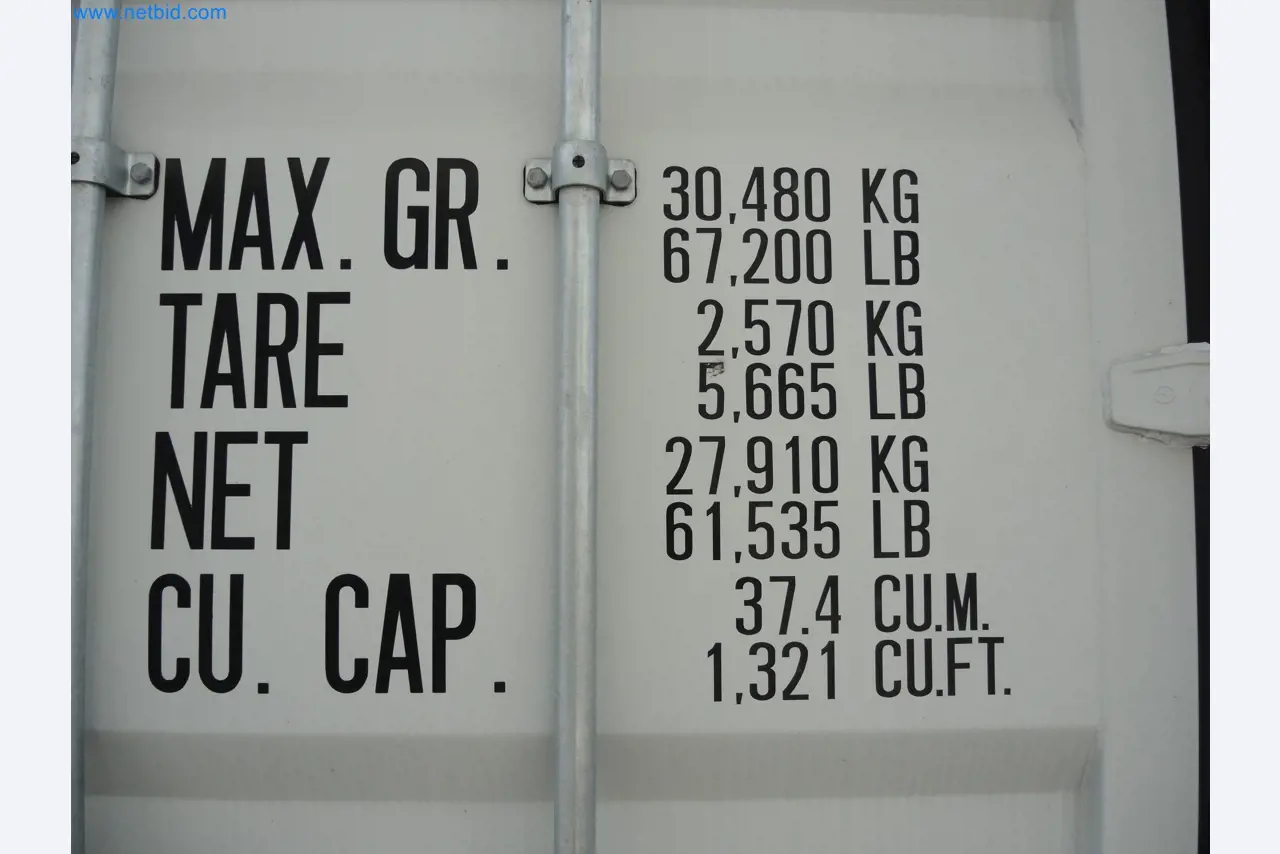 www.netbid.com
MAX. GR. 30,480 KG
67,200 LB
TARE 2,570 KG
5,665 LB
NET 27,910 KG
61,535 LB
CU. CAP. 37.4 CU.M.
1,321 CU.FT.